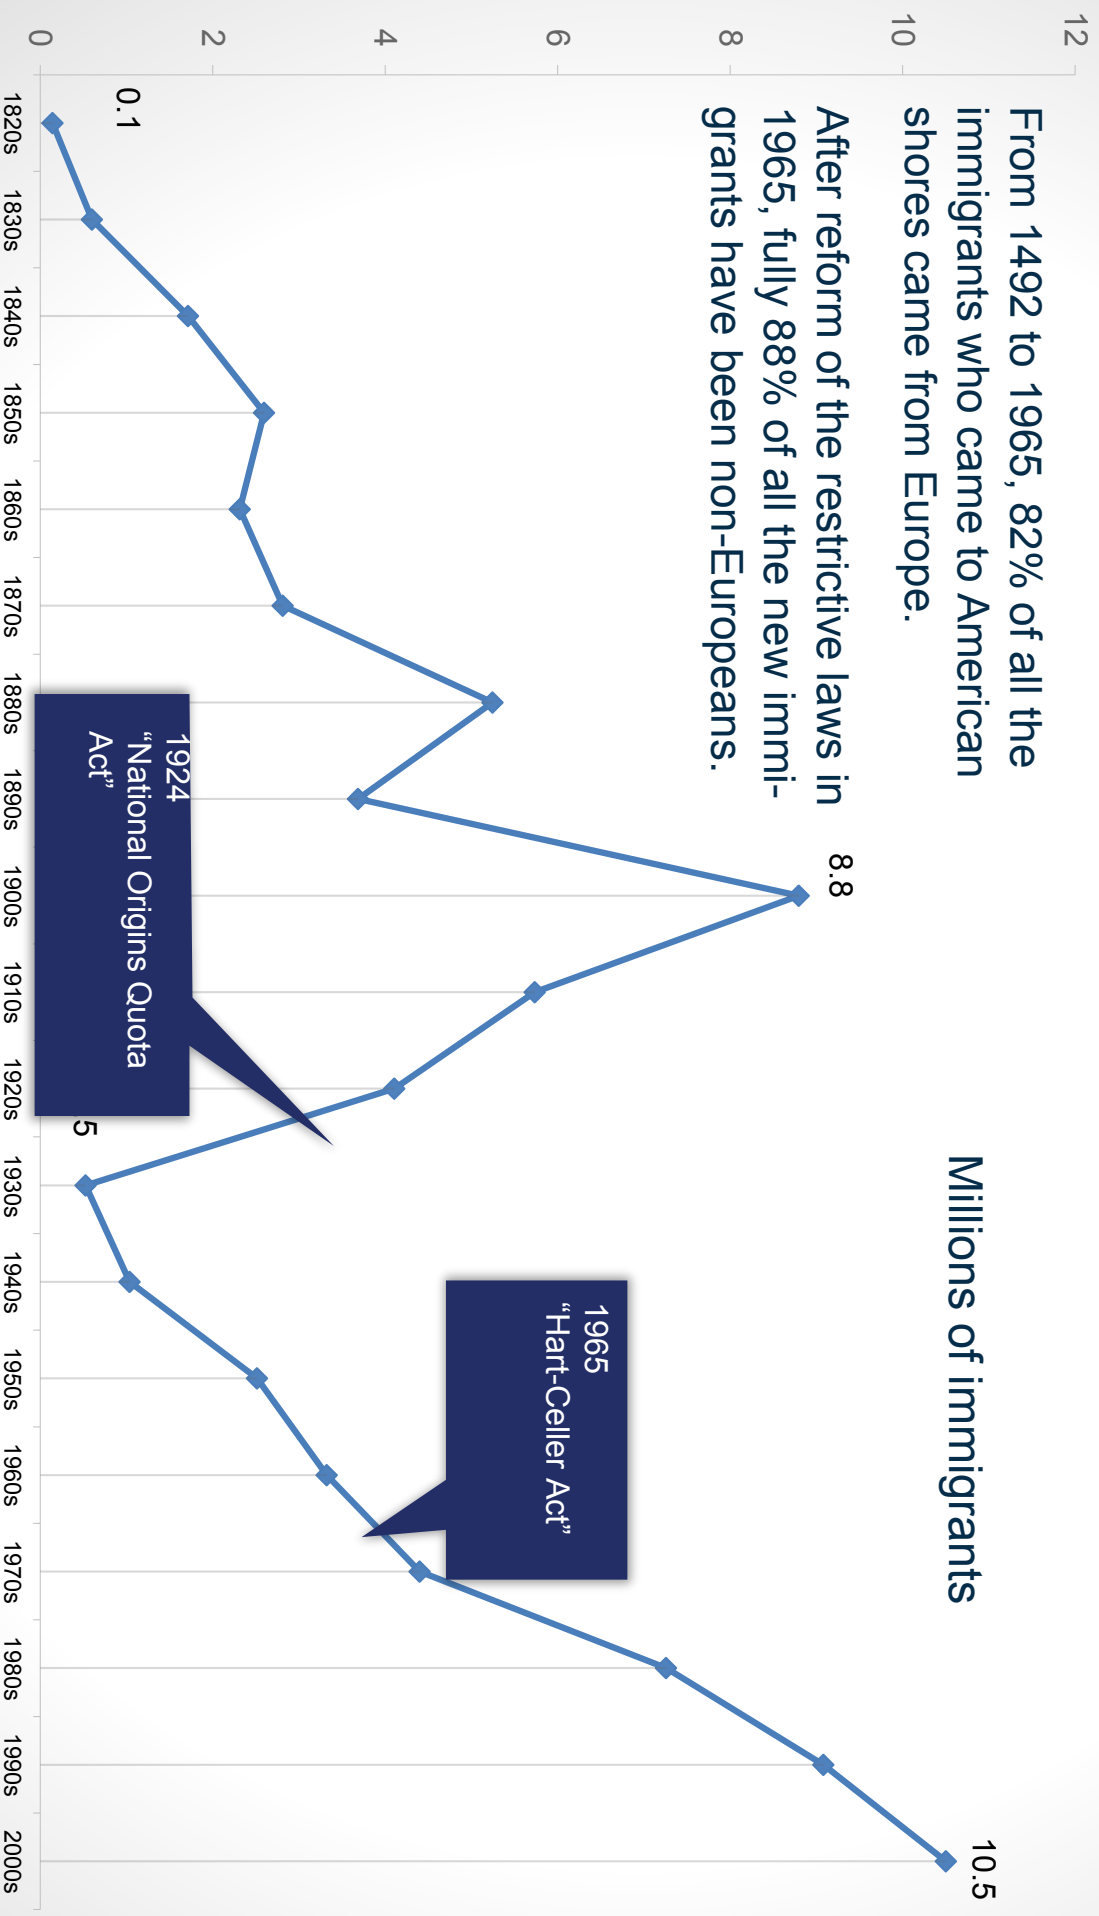 Millions of immigrants
From 1492 to 1965, 82% of all the
immigrants who came to American
shores came from Europe.
After reform of the restrictive laws in
1965, fully 88% of all the new immi-
grants have been non-Europeans.
12
10
8
6
4
2
0
0.1
8.8
5
10.5
1924
“National Origins Quota
Act”
1965
“Hart-Celler Act”
1820s
1830s
1840s
1850s
1860s
1870s
1880s
1890s
1900s
1910s
1920s
1930s
1940s
1950s
1960s
1970s
1980s
1990s
2000s